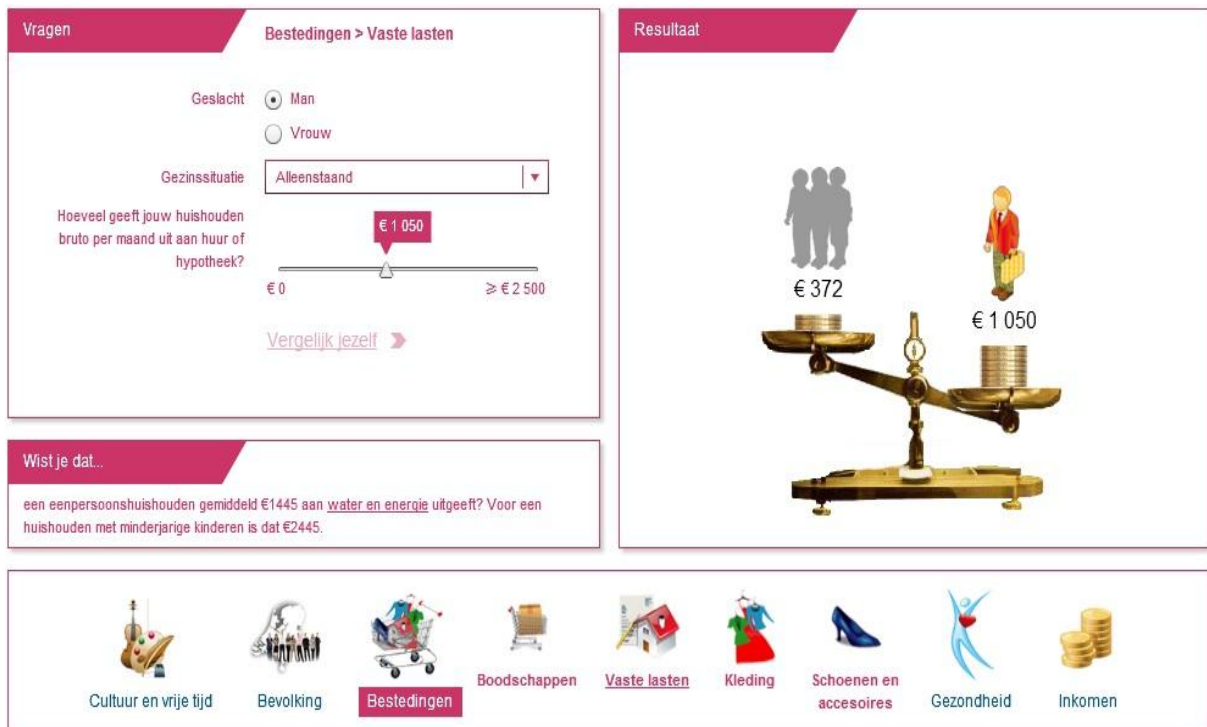 Vragen
Bestedingen > Vaste lasten
Geslacht
Man
Vrouw
Gezinssituatie
Alleenstaand
Hoeveel geeft jouw huishouden
bruto per maand uit aan huur of
hypotheek?
€ 1 050
€ 0
⩾ € 2 500
Vergelijk jezelf
Wist je dat...
een eenpersoonshuishouden gemiddeld €1445 aan water en energie uitgeeft? Voor een
huishouden met minderjarige kinderen is dat €2445.
Resultaat
€ 372
€ 1 050
Cultuur en vrije tijd
Bevolking
Bestedingen
Boodschappen
Vaste lasten
Kleding
Schoenen en
accesoires
Gezondheid
Inkomen